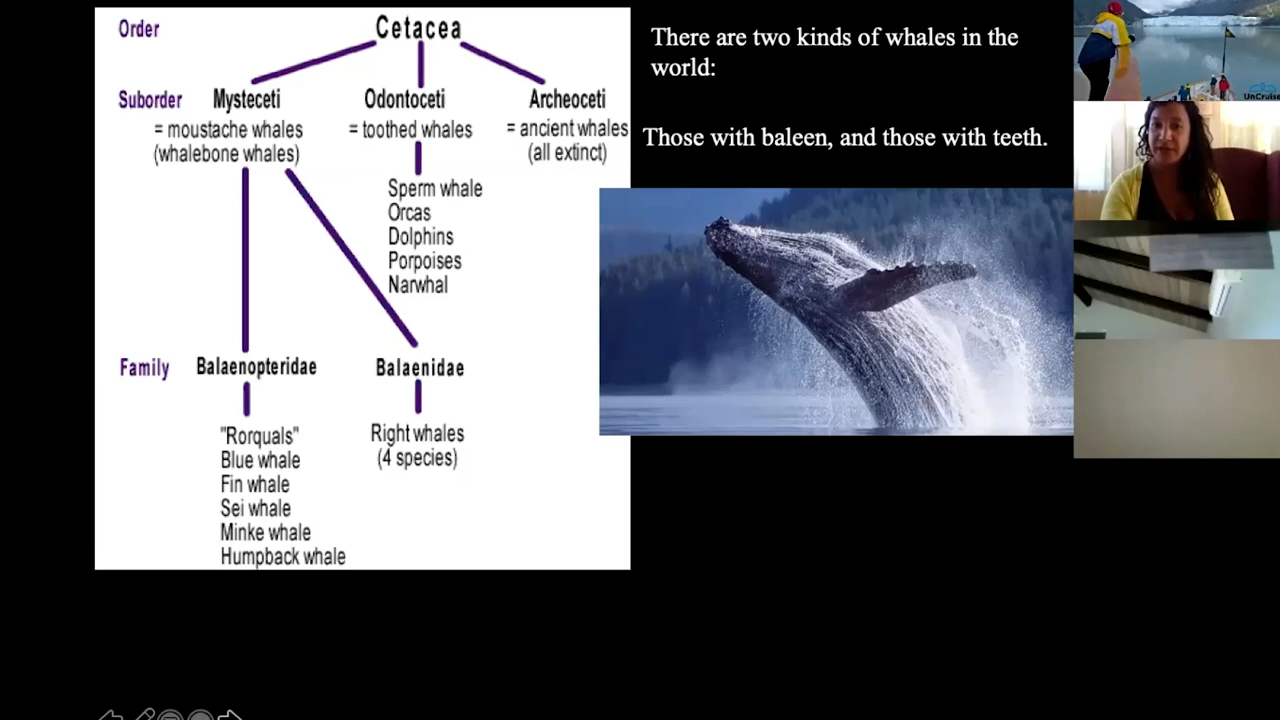 Order
Cetacea
Suborder
Mysteceti
Odontoceti
Archeoceti
= moustache whales
(whalebone whales)
= toothed whales
= ancient whales
(all extinct)
Sperm whale
Orcas
Dolphins
Porpoises
Narwhal
Family
Balaenopteridae
Balaenidae
"Rorquals"
Blue whale
Fin whale
Sei whale
Minke whale
Humpback whale
Right whales
(4 species)
There are two kinds of whales in the
world:
Those with baleen, and those with teeth.
UnCruise